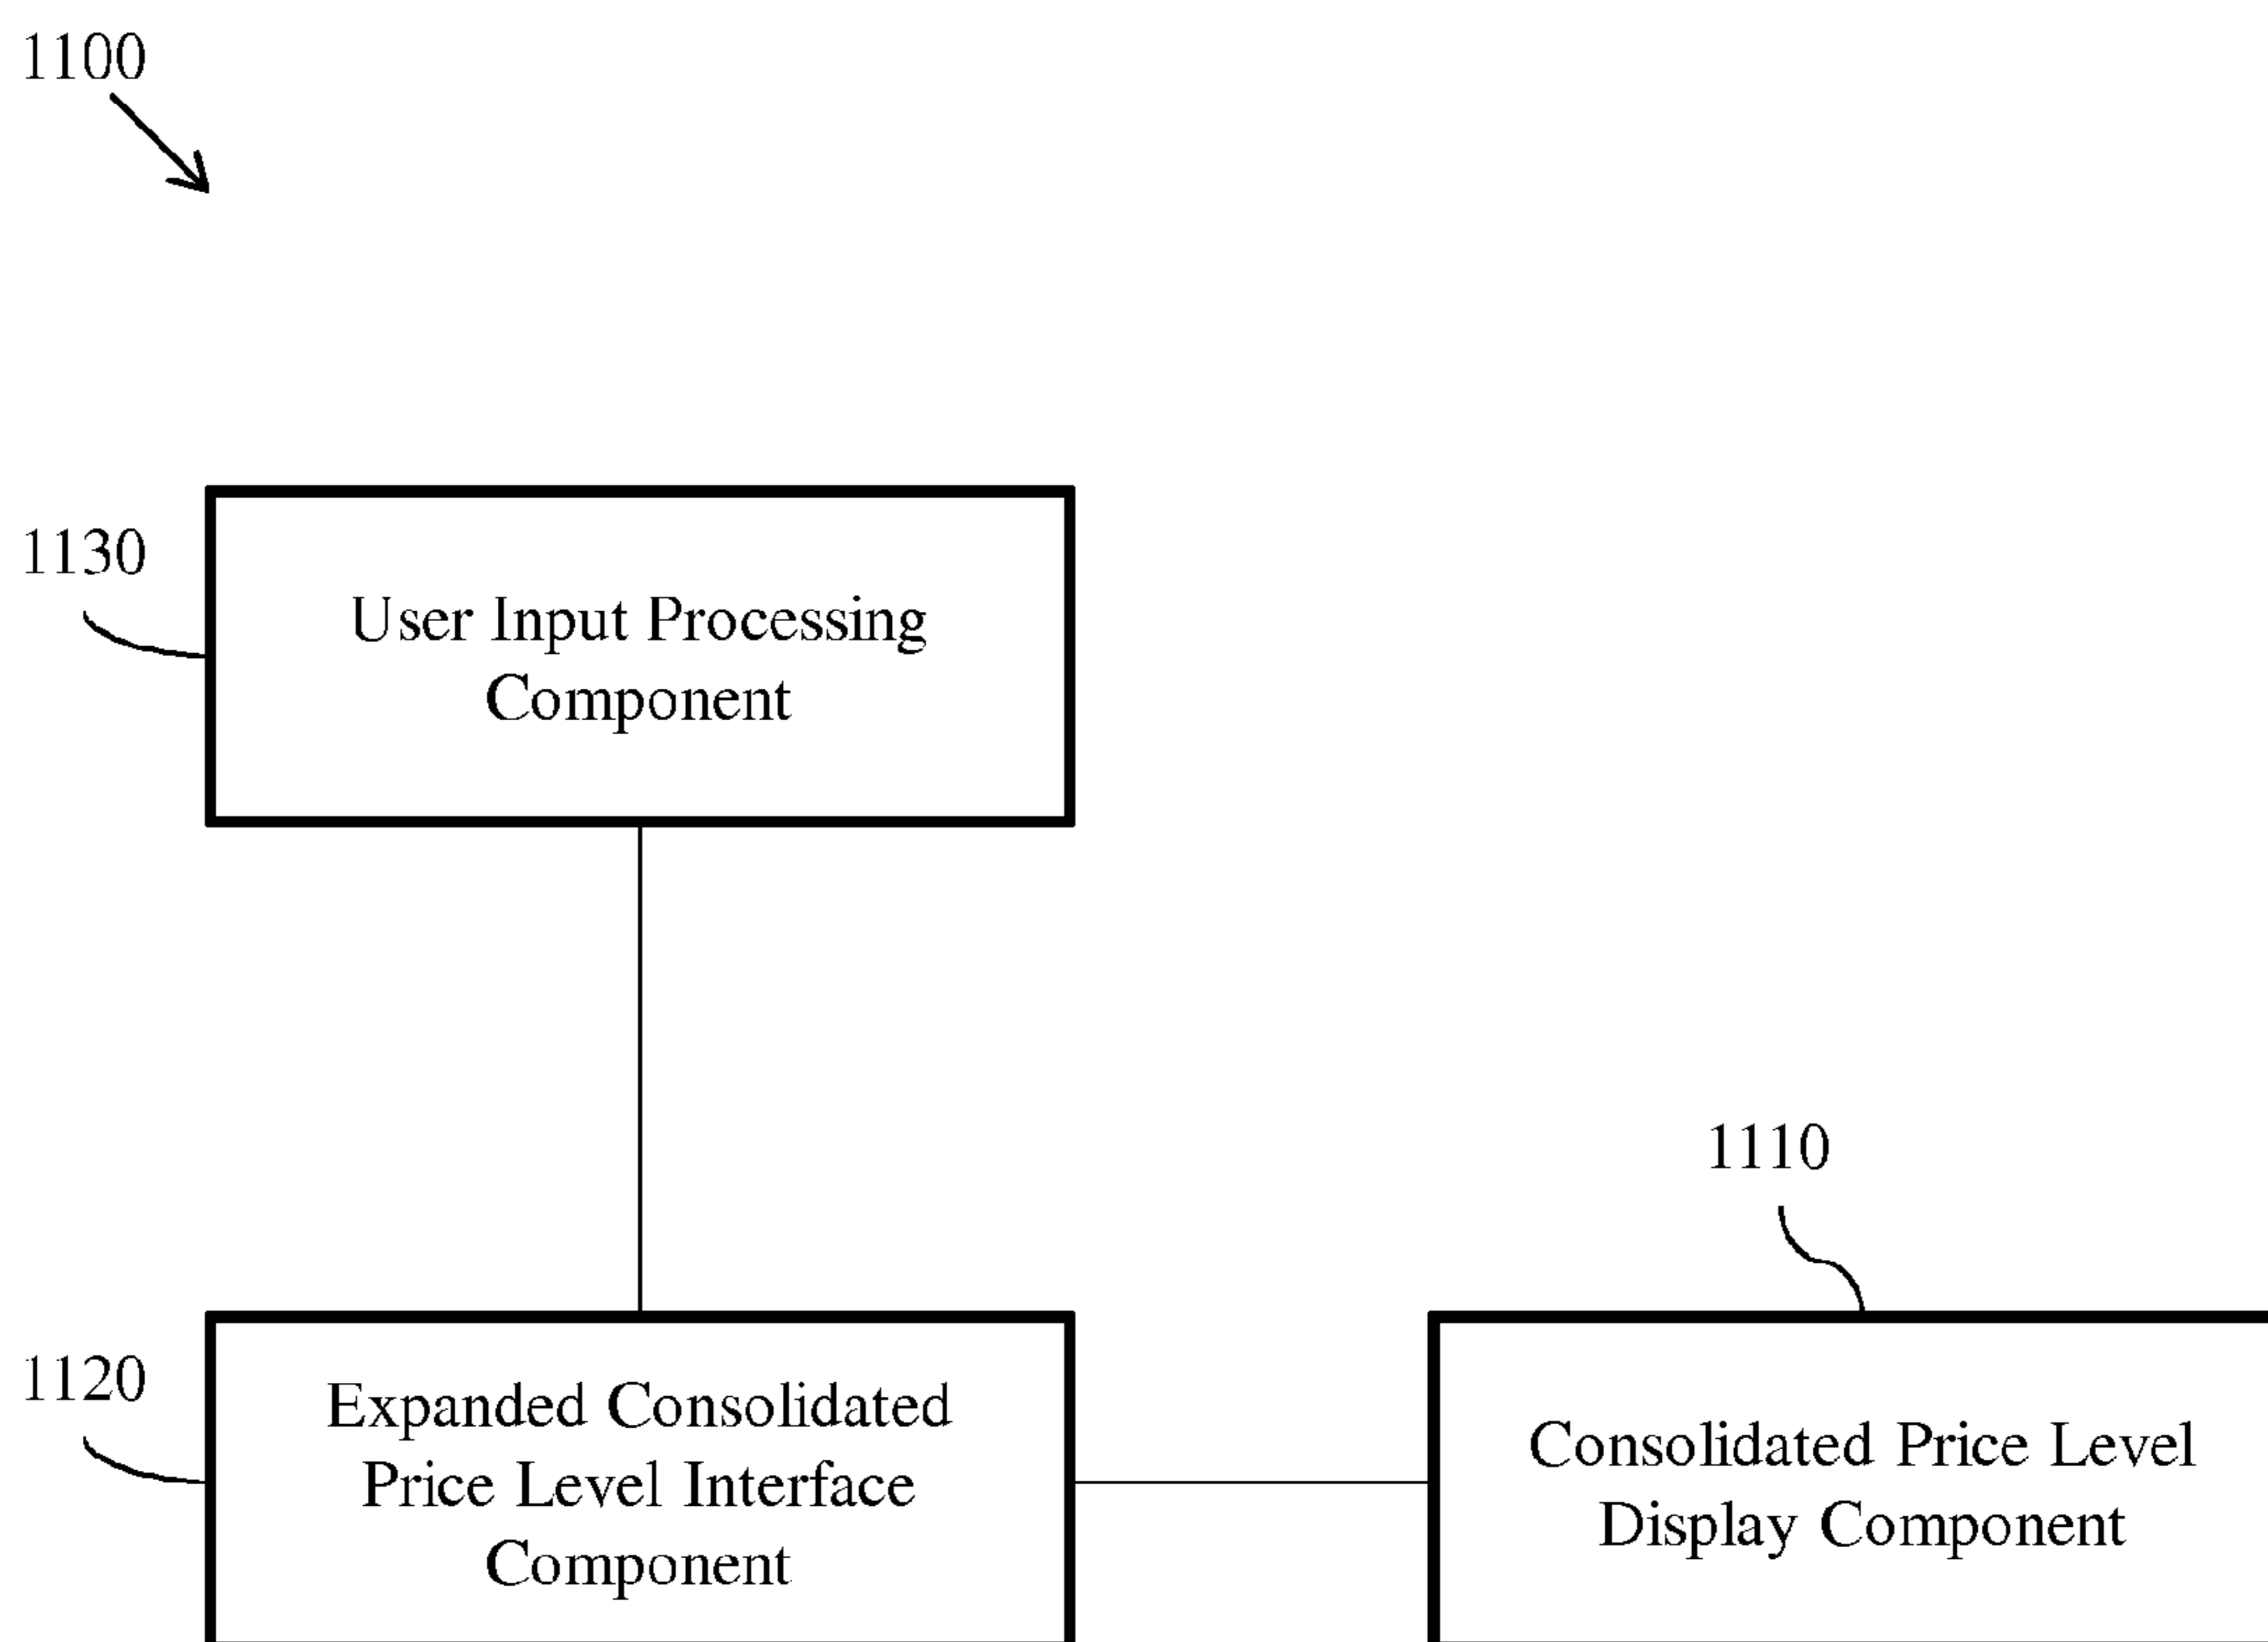 1100
1130
User Input Processing
Component
1110
1120
Expanded Consolidated
Price Level Interface
Component
Consolidated Price Level
Display Component